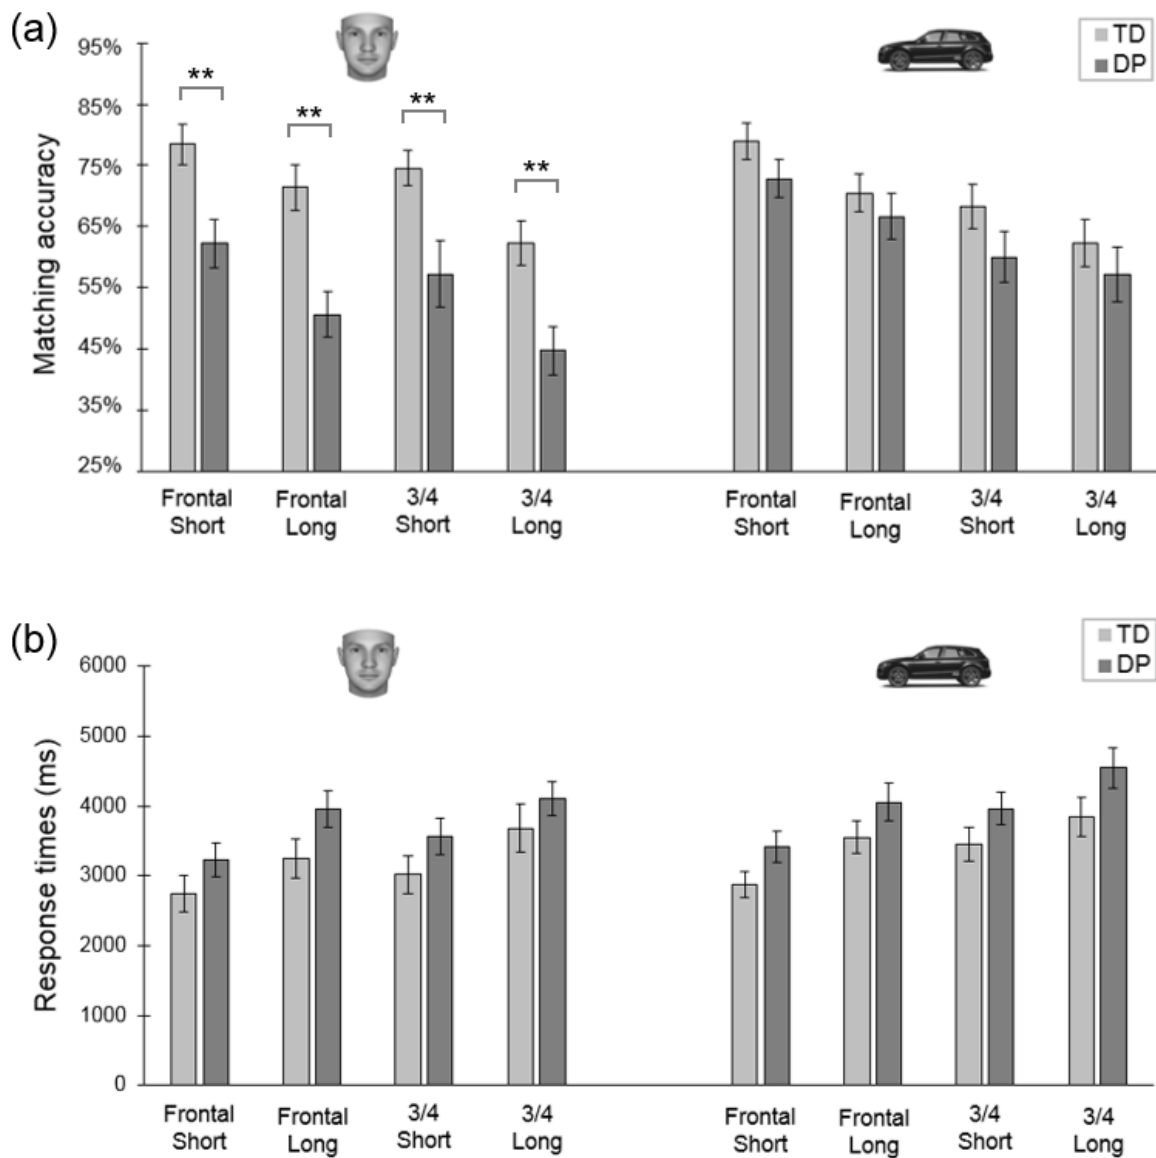 (a)
TD
DP
Matching accuracy
95%
85%
75%
65%
55%
45%
35%
25%
**
**
**
**
Frontal
Short
Frontal
Long
3/4
Short
3/4
Long
Frontal
Short
Frontal
Long
3/4
Short
3/4
Long
(b)
TD
DP
Response times (ms)
6000
5000
4000
3000
2000
1000
0
Frontal
Short
Frontal
Long
3/4
Short
3/4
Long
Frontal
Short
Frontal
Long
3/4
Short
3/4
Long